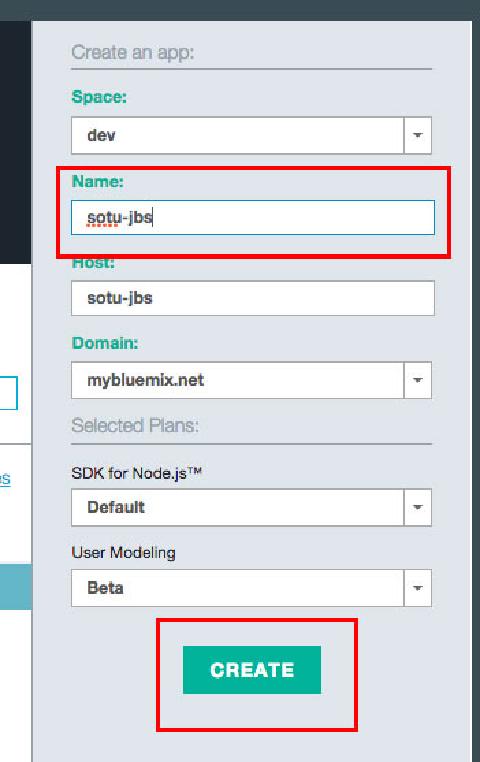 Create an app:
Space:
dev
Name:
sotu-jbs
Host:
sotu-jbs
Domain:
mybluemix.net
Selected Plans:
es
SDK for Node.js™
Default
User Modeling
Beta
CREATE